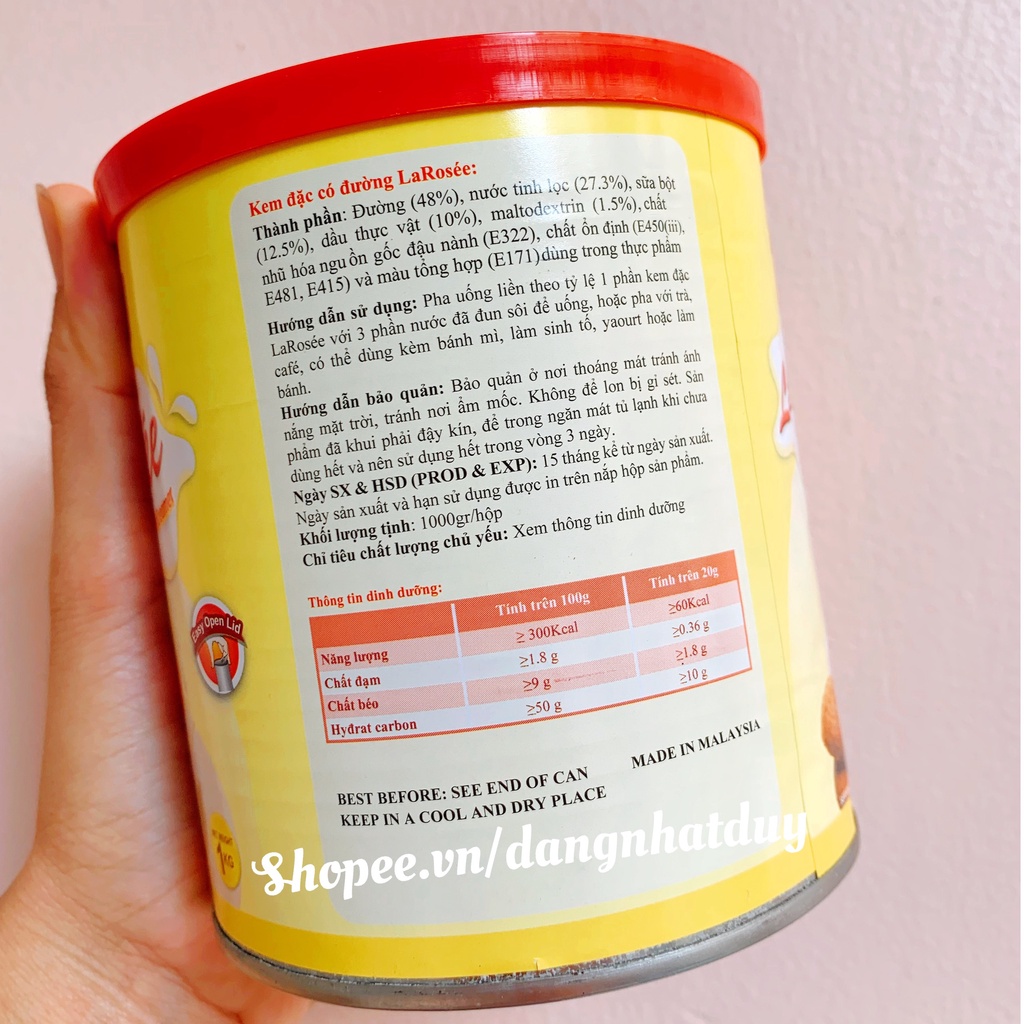 Kem đặc có đường LaRosée:
Thành phần: Đường (48%), nước tinh lọc (27.3%), sữa bột
(12.5%), dầu thực vật (10%), maltodextrin (1.5%), chất
nhũ hóa nguồn gốc đậu nành (E322), chất ổn định (E450(iii),
E481, E415) và màu tổng hợp (E171)dùng trong thực phẩm
Hướng dẫn sử dụng: Pha uống liền theo tỷ lệ 1 phần kem đặc
LaRosée với 3 phần nước đã đun sôi để uống, hoặc pha với trà,
café, có thể dùng kèm bánh mì, làm sinh tố, yaourt hoặc làm
bánh.
Hướng dẫn bảo quản: Bảo quản ở nơi thoáng mát tránh ánh
nắng mặt trời, tránh nơi ẩm mốc. Không để lon bị gỉ sét. Sản
phẩm đã khui phải đậy kín, để trong ngăn mát tủ lạnh khi chưa
dùng hết và nên sử dụng hết trong vòng 3 ngày.
Ngày SX & HSD (PROD & EXP): 15 tháng kể từ ngày sản xuất.
Ngày sản xuất và hạn sử dụng được in trên nắp hộp sản phẩm.
Khối lượng tịnh: 1000gr/hộp
Chỉ tiêu chất lượng chủ yếu: Xem thông tin dinh dưỡng
Thông tin dinh dưỡng:
Tính trên 100g Tính trên 20g
Năng lượng ≥300Kcal ≥60Kcal
Chất đạm ≥1.8 g ≥0.36 g
Chất béo ≥9 g ≥1.8 g
Hyđrat carbon ≥50 g ≥10 g
BEST BEFORE: SEE END OF CAN MADE IN MALAYSIA
KEEP IN A COOL AND DRY PLACE
Easy Open Lid
NET WEIGHT
1KG
Shopee.vn/dangnhatduy